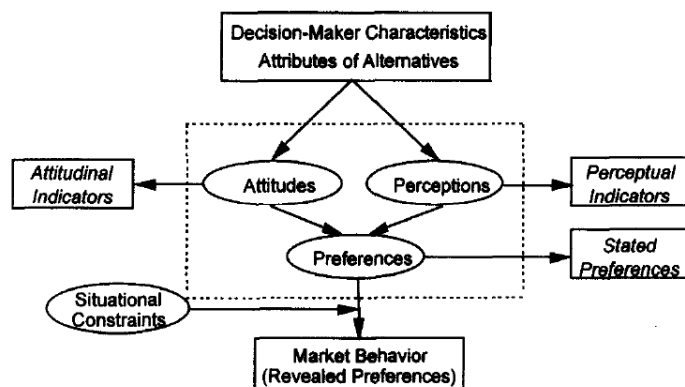 Decision-Maker Characteristics
Attributes of Alternatives
Attitudinal
Indicators
Attitudes
Perceptions
Perceptual
Indicators
Preferences
Stated
Preferences
Situational
Constraints
Market Behavior
(Revealed Preferences)